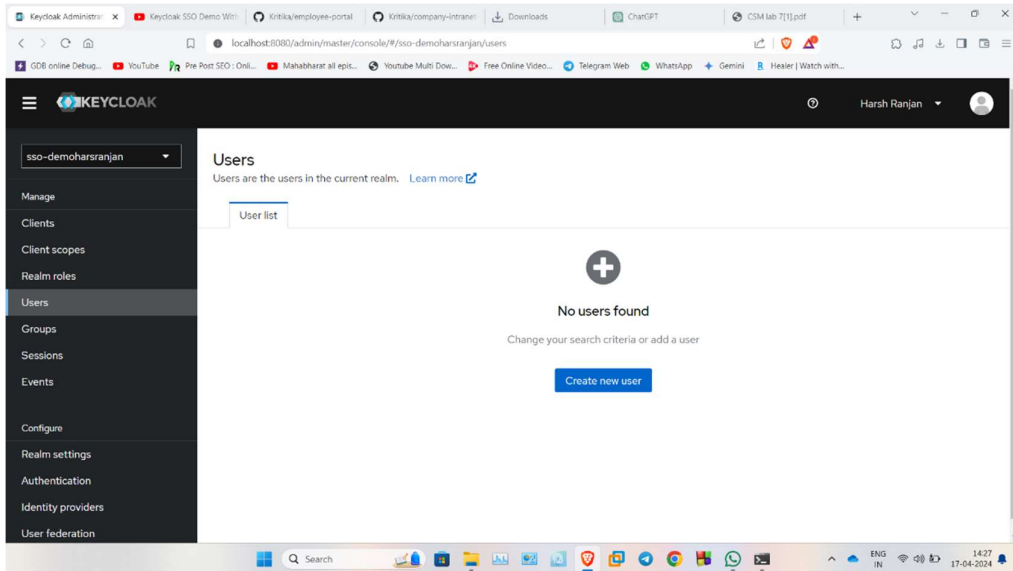 Keycloak Administrat
Keycloak SSO Demo With
Kritika/employee-portal
Kritika/company-intranet
Downloads
ChatGPT
CSM lab 7[1].pdf
localhost:8080/admin/master/console/#/sso-demoharsranjan/users
GDB online Debug...
YouTube
Pre Post SEO : Onli...
Mahabharat all epis...
Youtube Multi Dow...
Free Online Video...
Telegram Web
WhatsApp
Gemini
Healer | Watch with...
KEYCLOAK
Harsh Ranjan
sso-demoharsranjan
Manage
Clients
Client scopes
Realm roles
Users
Groups
Sessions
Events
Configure
Realm settings
Authentication
Identity providers
User federation
Users
Users are the users in the current realm. Learn more
User list
No users found
Change your search criteria or add a user
Create new user
Search
ENG
IN
14:27
17-04-2024